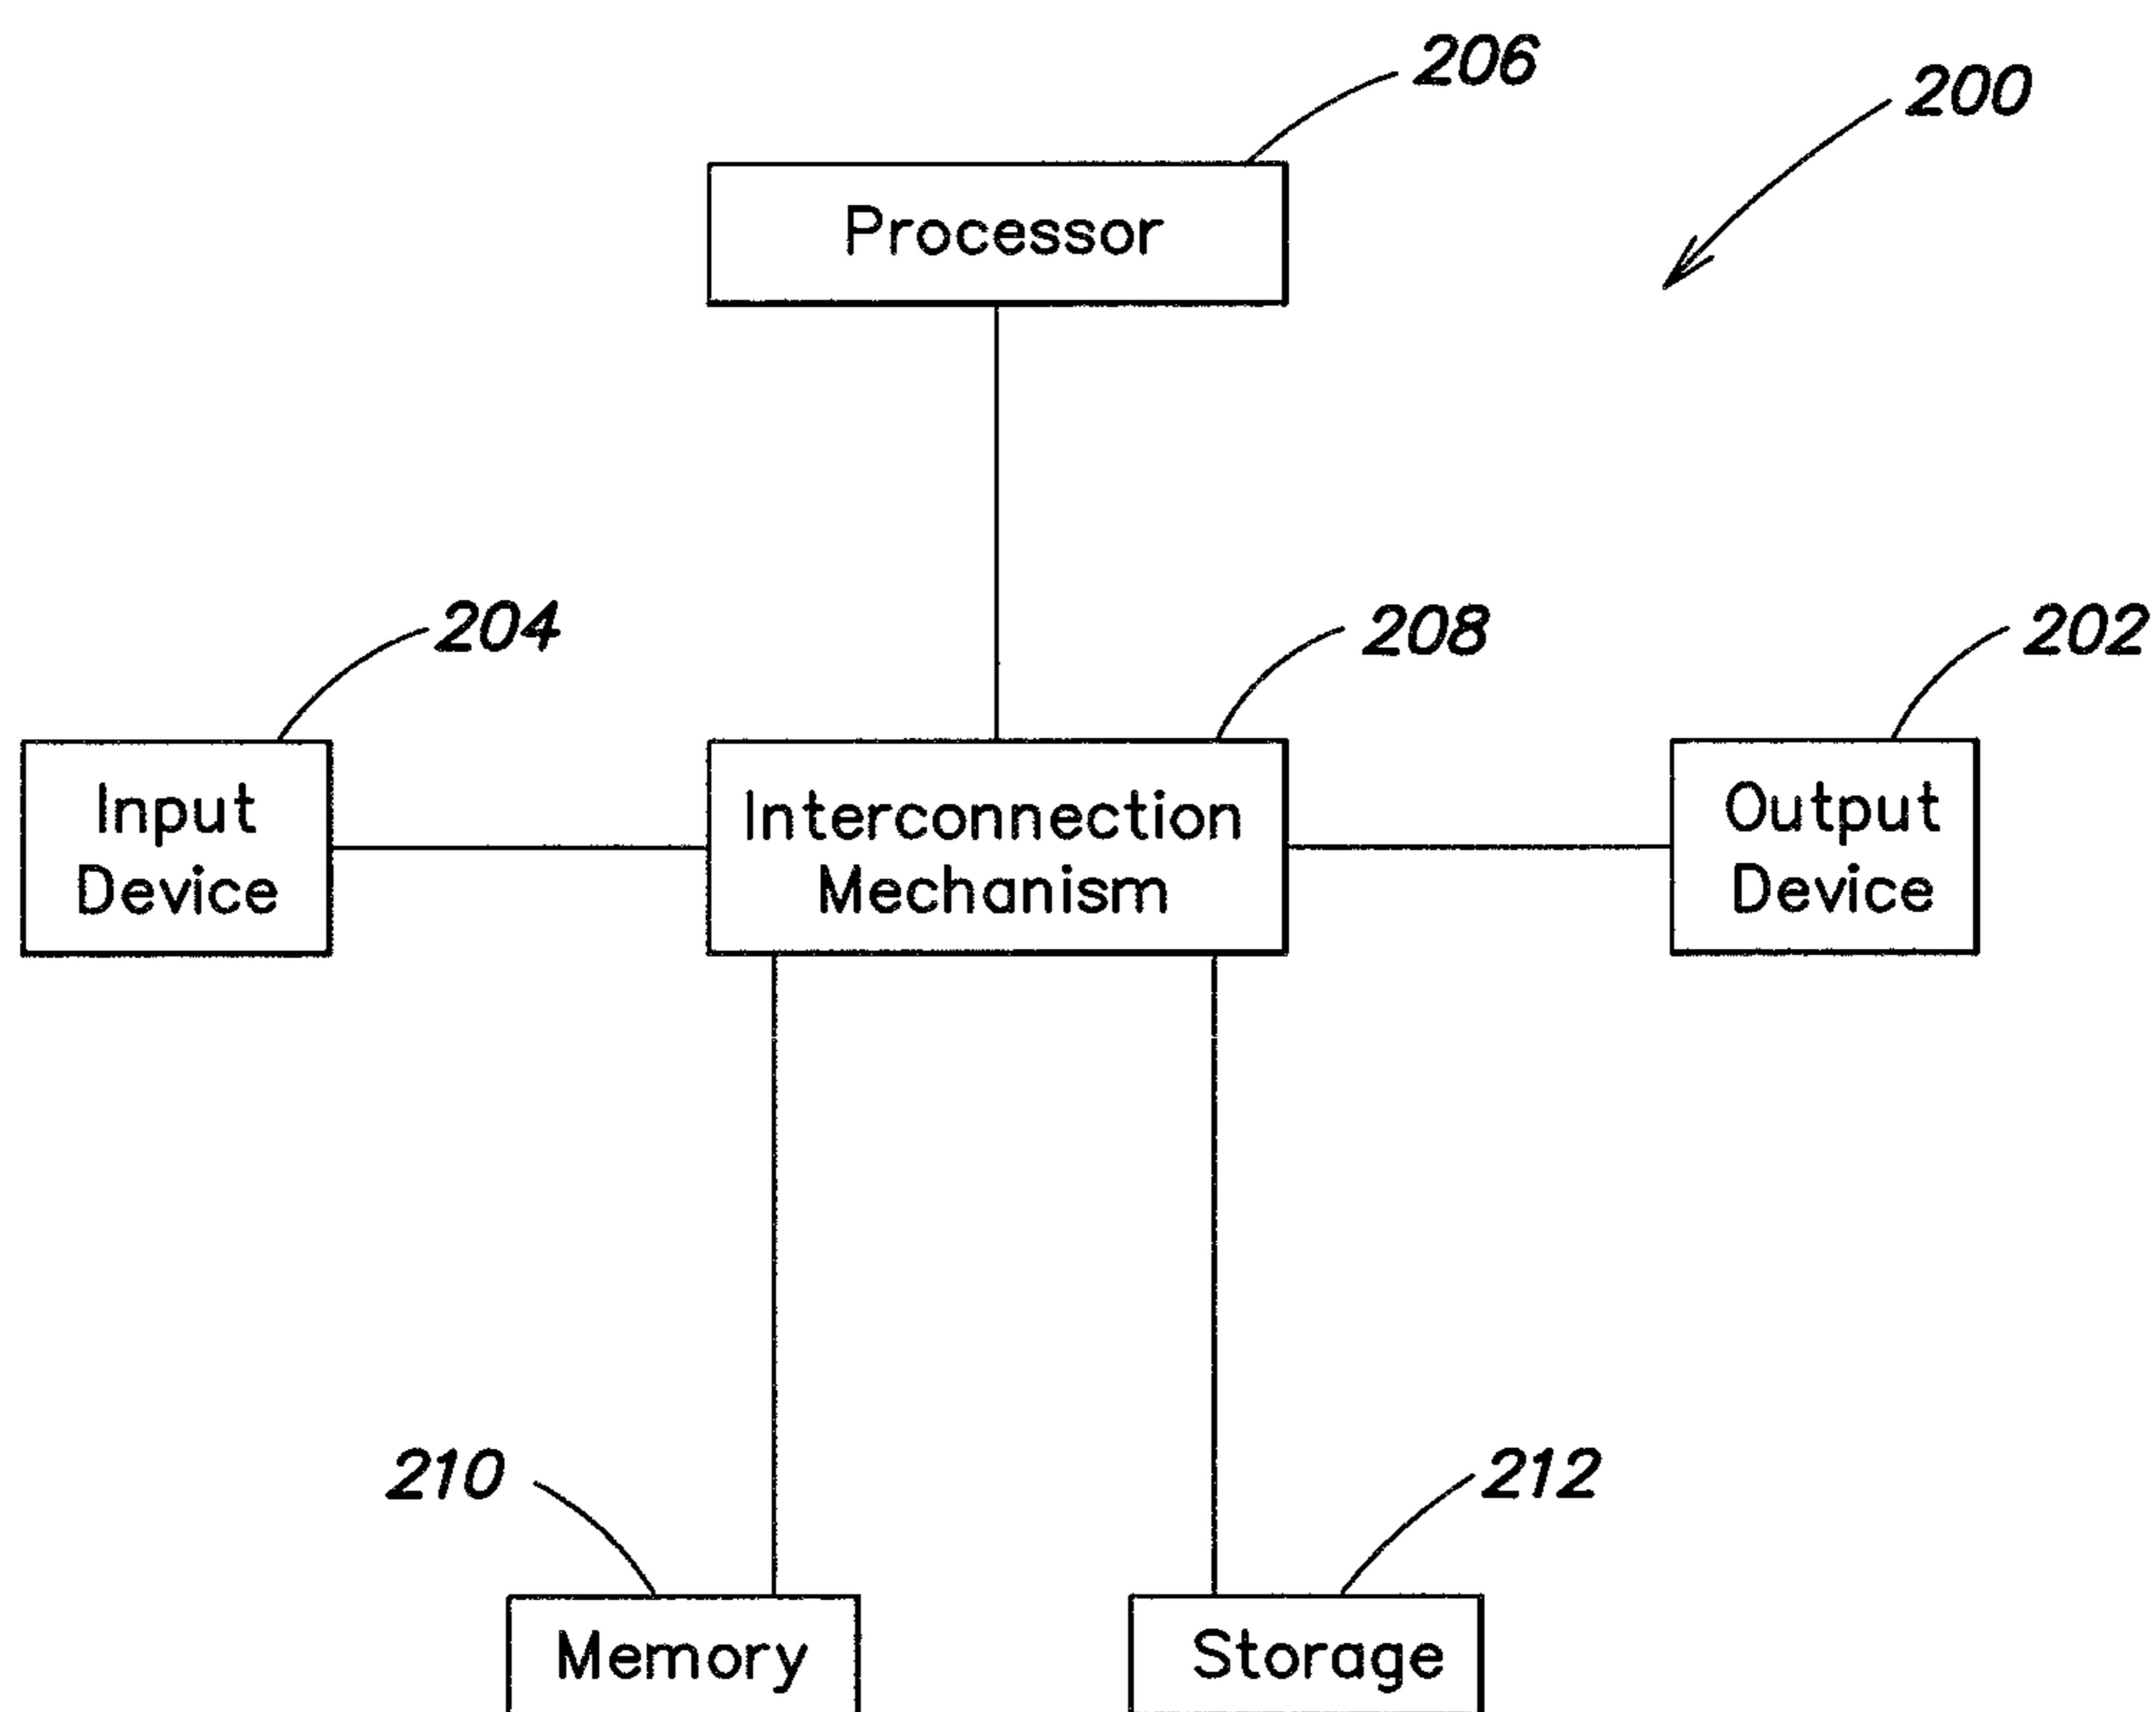 206
200
Processor
204
208
202
Input
Device
Interconnection
Mechanism
Output
Device
210
212
Memory
Storage